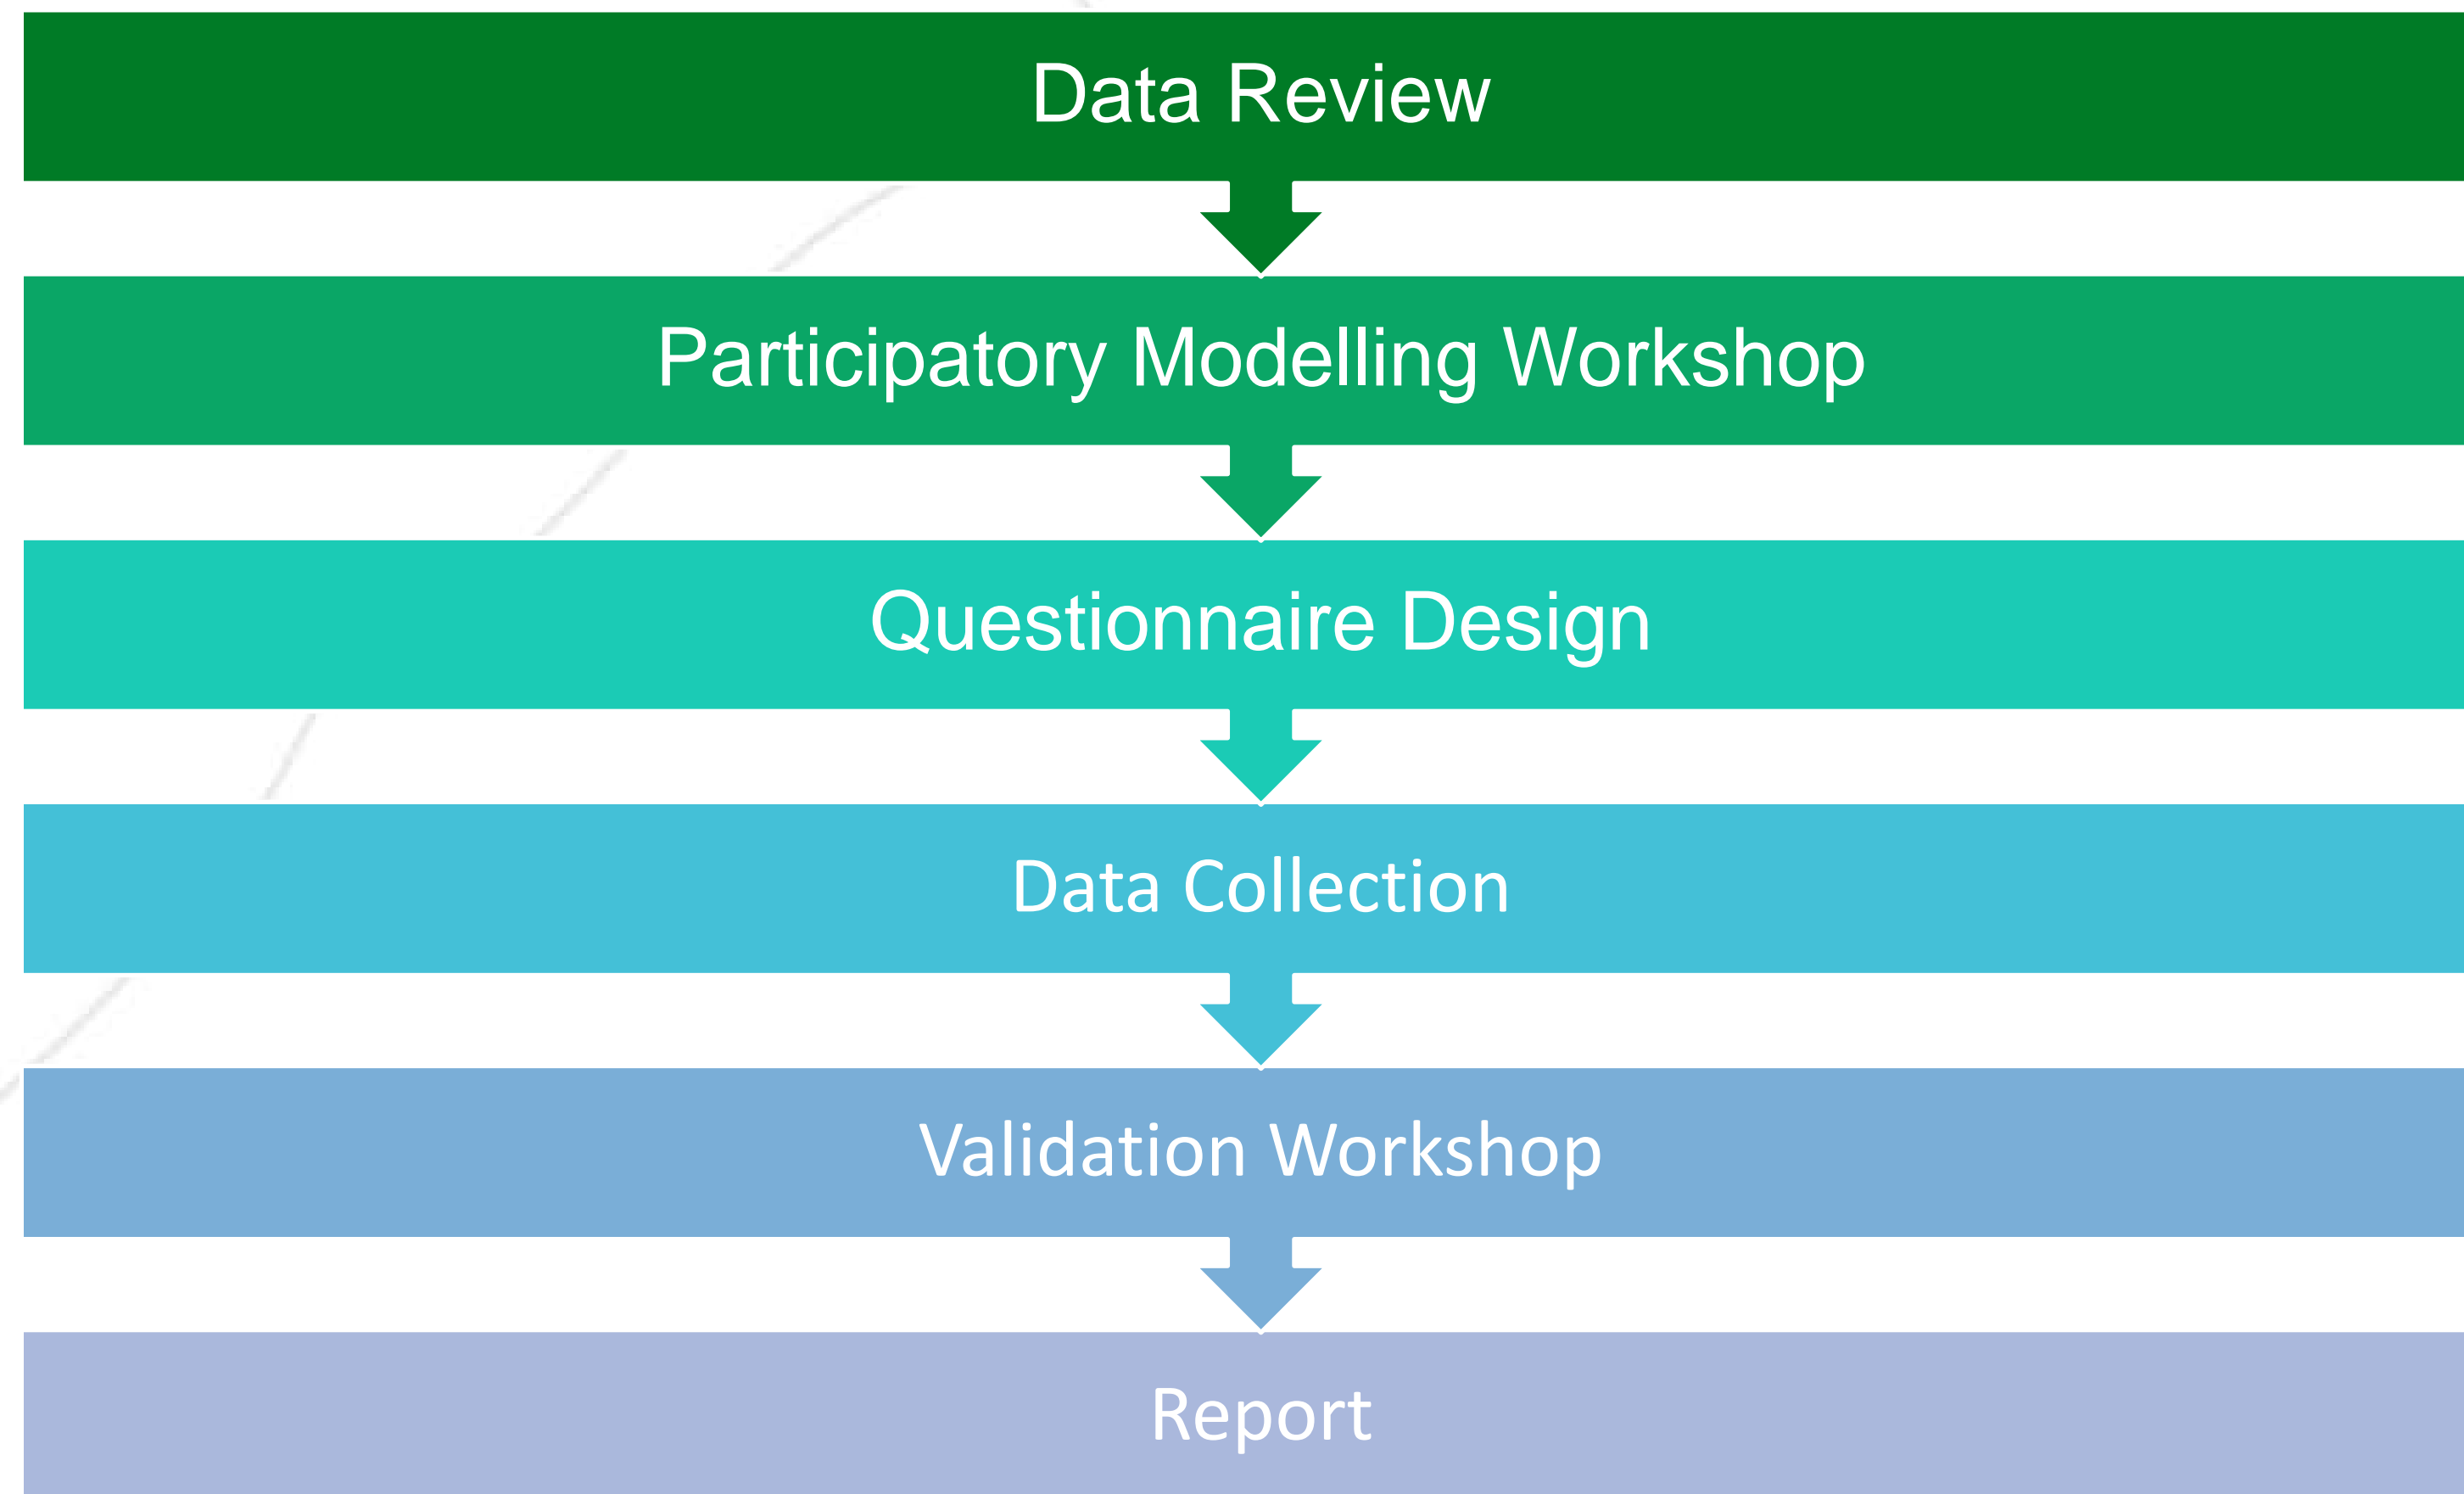 Data Review
Participatory Modelling Workshop
Questionnaire Design
Data Collection
Validation Workshop
Report